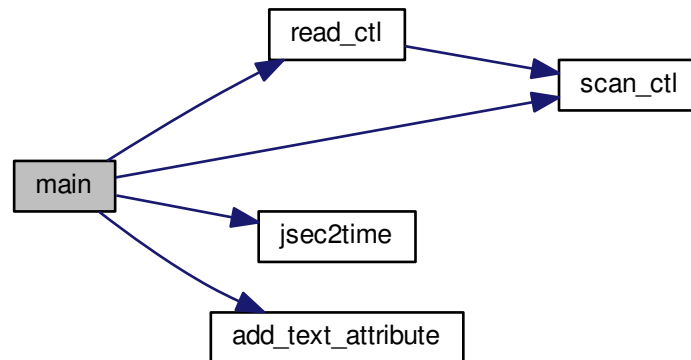 read_ctl
scan_ctl
main
jsec2time
add_text_attribute